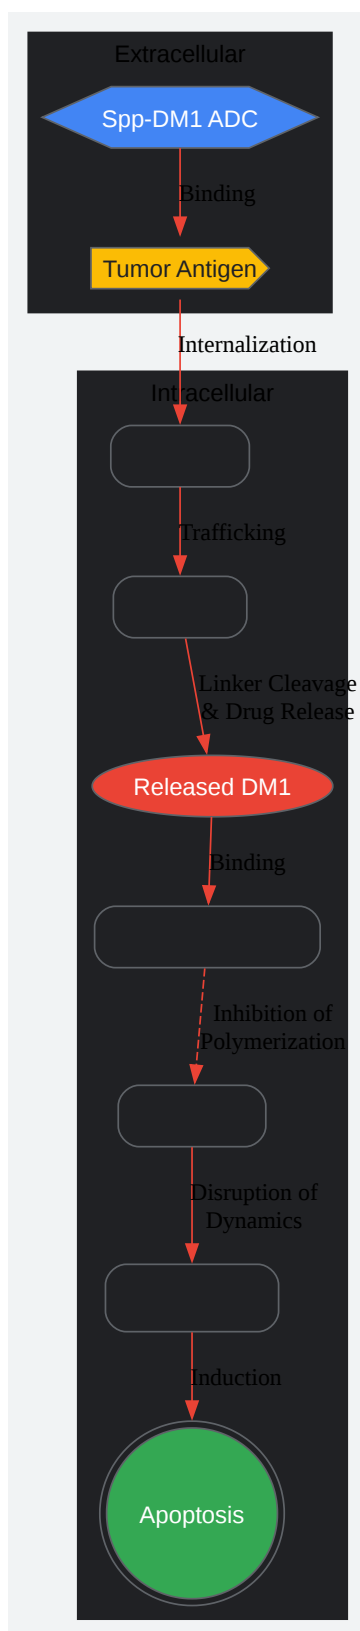 Extracellular
Spp-DM1 ADC
Binding
Tumor Antigen
Internalization
Intracellular
Trafficking
Linker Cleavage
& Drug Release
Released DM1
Binding
Inhibition of
Polymerization
Disruption of
Dynamics
Induction
Apoptosis